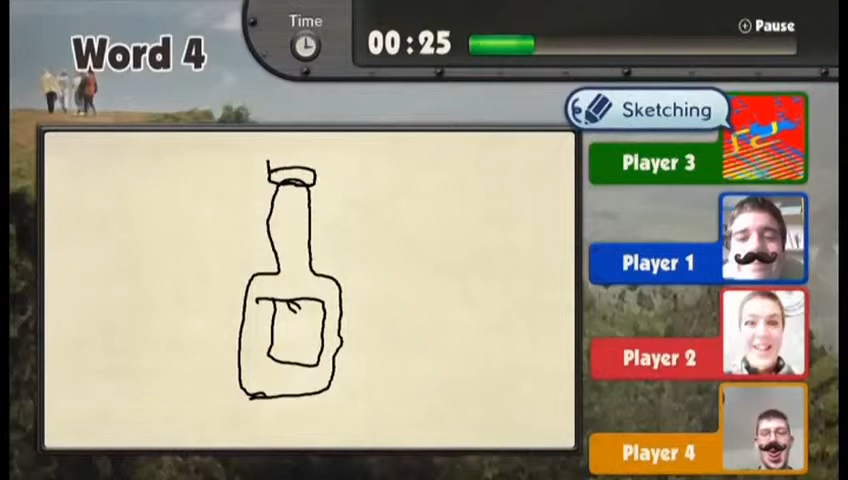 Time
Pause
Word 4
00:25
Sketching
Player 3
Player 1
Player 2
Player 4